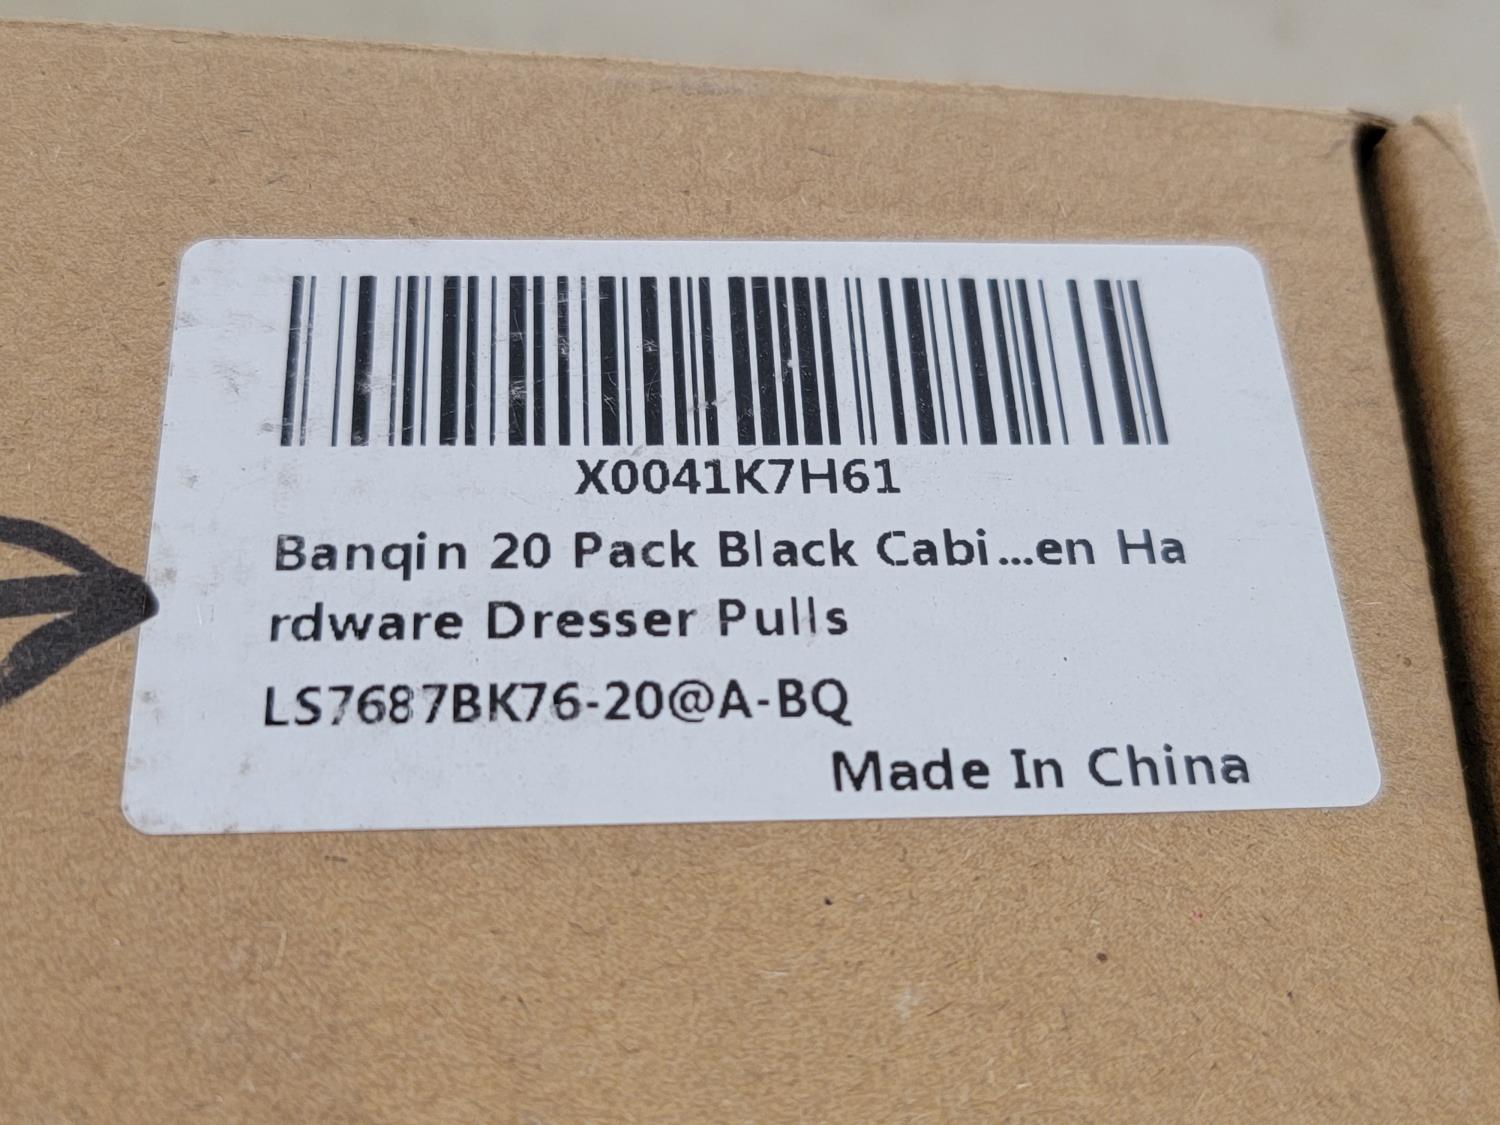 X0041K7H61
Banqin 20 Pack Black Cabi...en Ha
rdware Dresser Pulls
LS7687BK76-20@A-BQ
Made In China